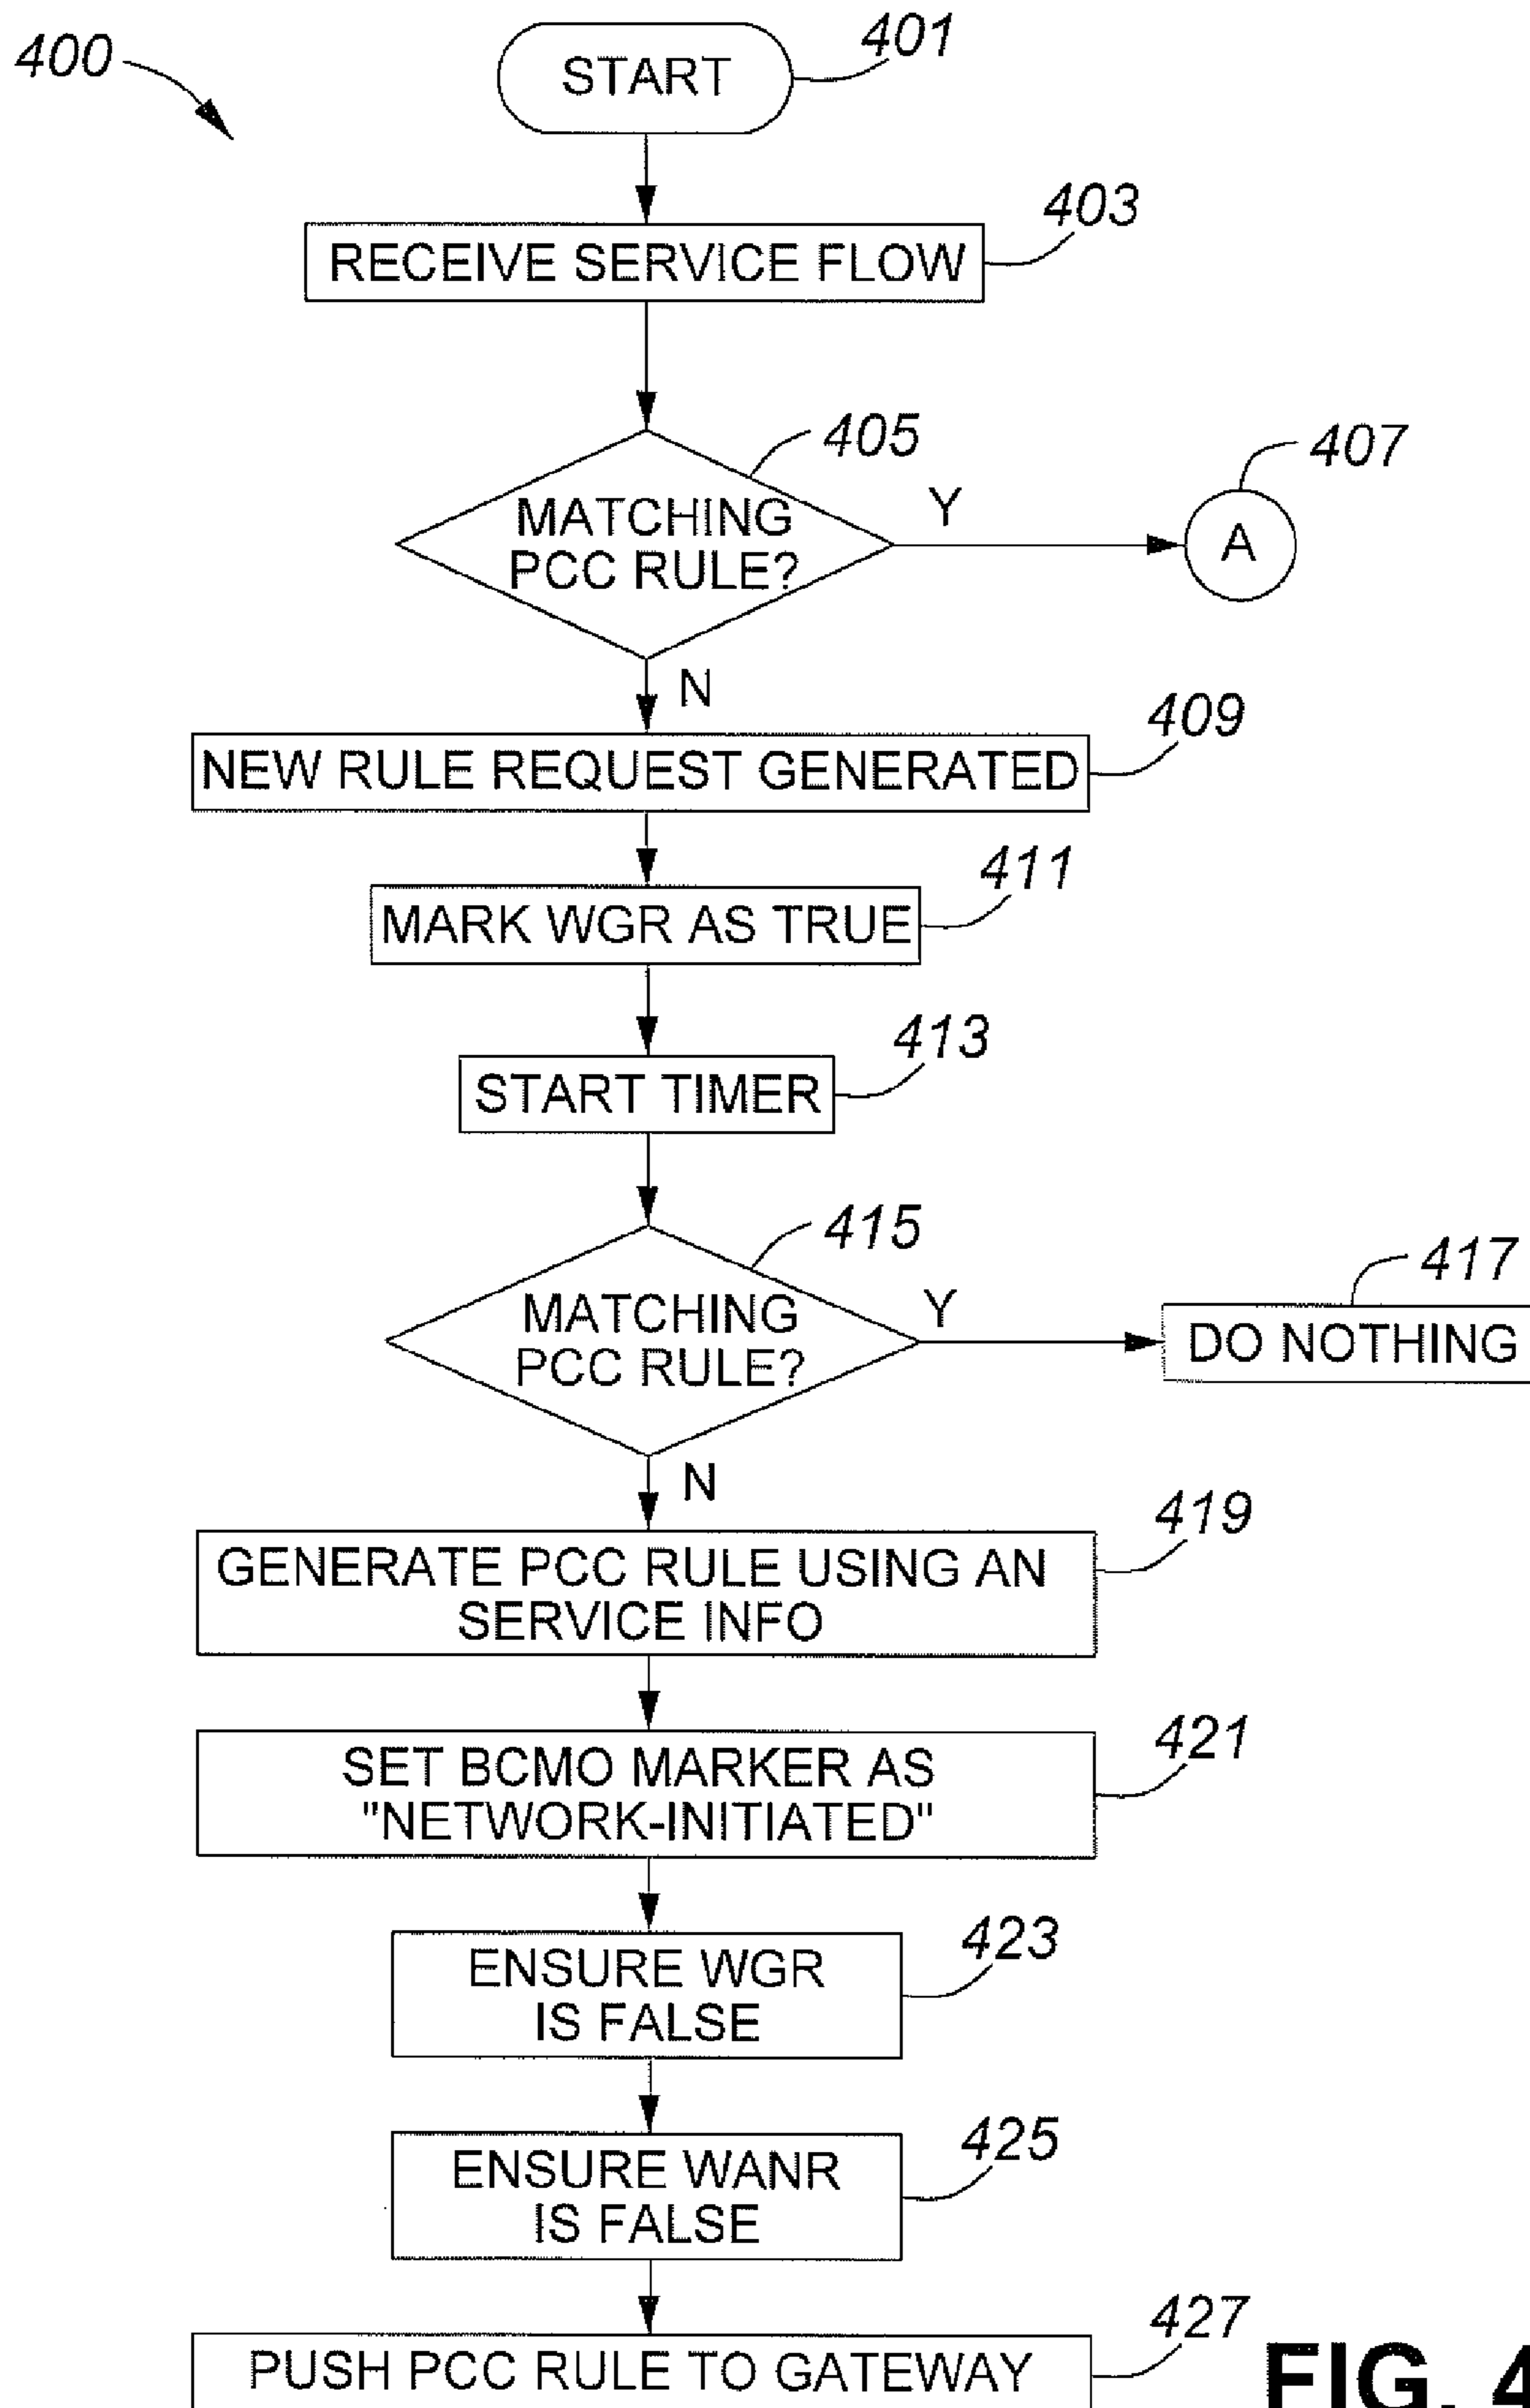 400
START
401
RECEIVE SERVICE FLOW
403
MATCHING
PCC RULE?
405
Y
A
407
N
NEW RULE REQUEST GENERATED
409
MARK WGR AS TRUE
411
START TIMER
413
MATCHING
PCC RULE?
415
Y
DO NOTHING
417
N
GENERATE PCC RULE USING AN
SERVICE INFO
419
SET BCMO MARKER AS
"NETWORK-INITIATED"
421
ENSURE WGR
IS FALSE
423
ENSURE WANR
IS FALSE
425
PUSH PCC RULE TO GATEWAY
427
FIG. 4